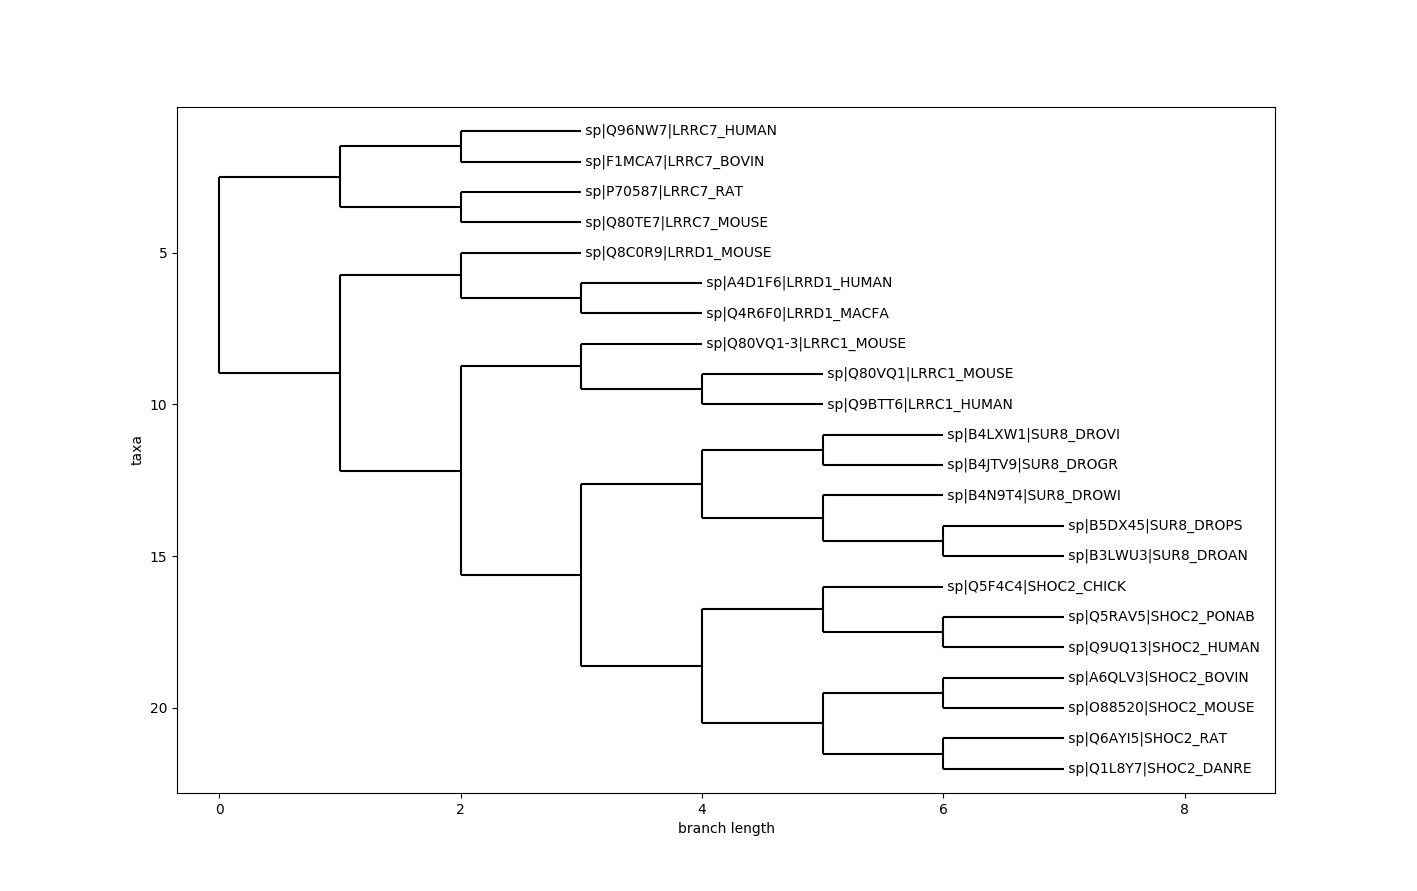 sp|Q96NW7|LRRC7_HUMAN
sp|F1MCA7|LRRC7_BOVIN
sp|P70587|LRRC7_RAT
sp|Q80TE7|LRRC7_MOUSE
5
sp|Q8C0R9|LRRD1_MOUSE
sp|A4D1F6|LRRD1_HUMAN
sp|Q4R6F0|LRRD1_MACFA
sp|Q80VQ1-3|LRRC1_MOUSE
sp|Q80VQ1|LRRC1_MOUSE
10
sp|Q9BTT6|LRRC1_HUMAN
sp|B4LXW1|SUR8_DROVI
taxa
sp|B4JTV9|SUR8_DROGR
sp|B4N9T4|SUR8_DROWI
sp|B5DX45|SUR8_DROPS
15
sp|B3LWU3|SUR8_DROAN
sp|Q5F4C4|SHOC2_CHICK
sp|Q5RAV5|SHOC2_PONAB
sp|Q9UQ13|SHOC2_HUMAN
sp|A6QLV3|SHOC2_BOVIN
20
sp|O88520|SHOC2_MOUSE
sp|Q6AYI5|SHOC2_RAT
sp|Q1L8Y7|SHOC2_DANRE
0 2 4 6 8
branch length